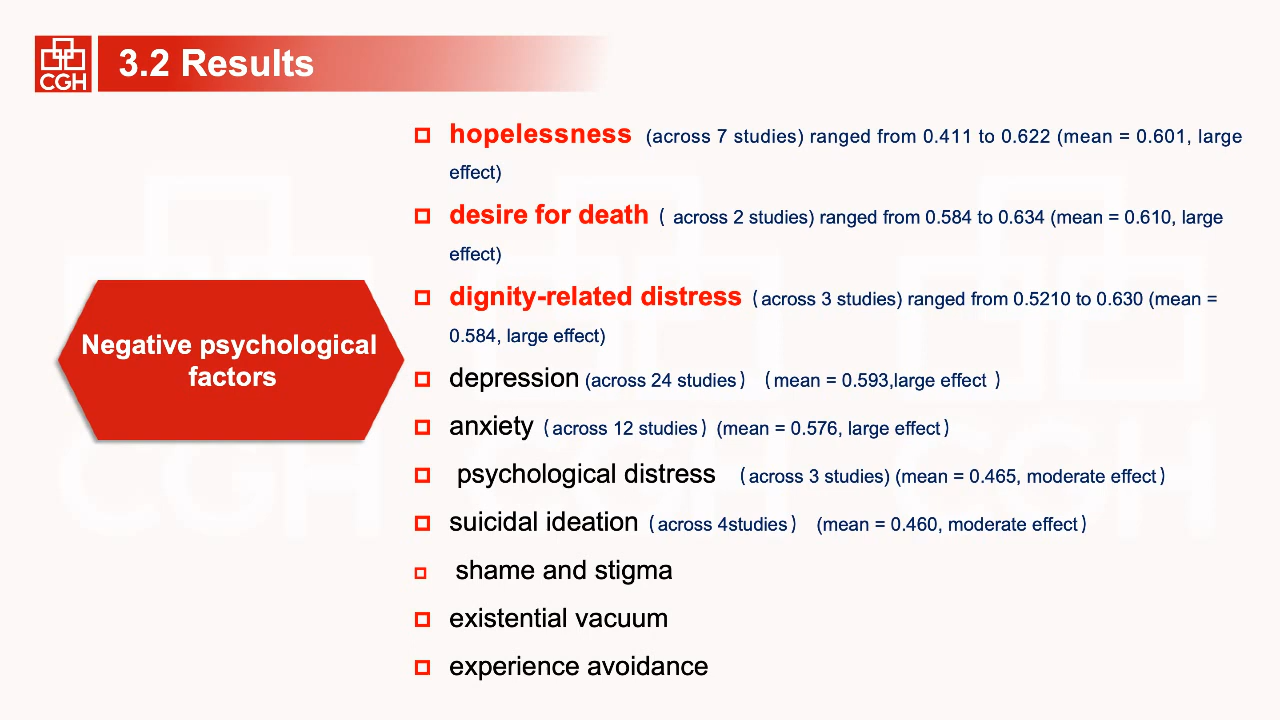 CGH
3.2 Results
hopelessness (across 7 studies) ranged from 0.411 to 0.622 (mean = 0.601, large
effect)
desire for death ( across 2 studies) ranged from 0.584 to 0.634 (mean = 0.610, large
effect)
dignity-related distress (across 3 studies) ranged from 0.5210 to 0.630 (mean =
0.584, large effect)
Negative psychological
factors
depression (across 24 studies) (mean = 0.593,large effect )
anxiety (across 12 studies) (mean = 0.576, large effect)
psychological distress (across 3 studies) (mean = 0.465, moderate effect)
suicidal ideation (across 4studies) (mean = 0.460, moderate effect)
shame and stigma
existential vacuum
experience avoidance
CGH CGH CGH